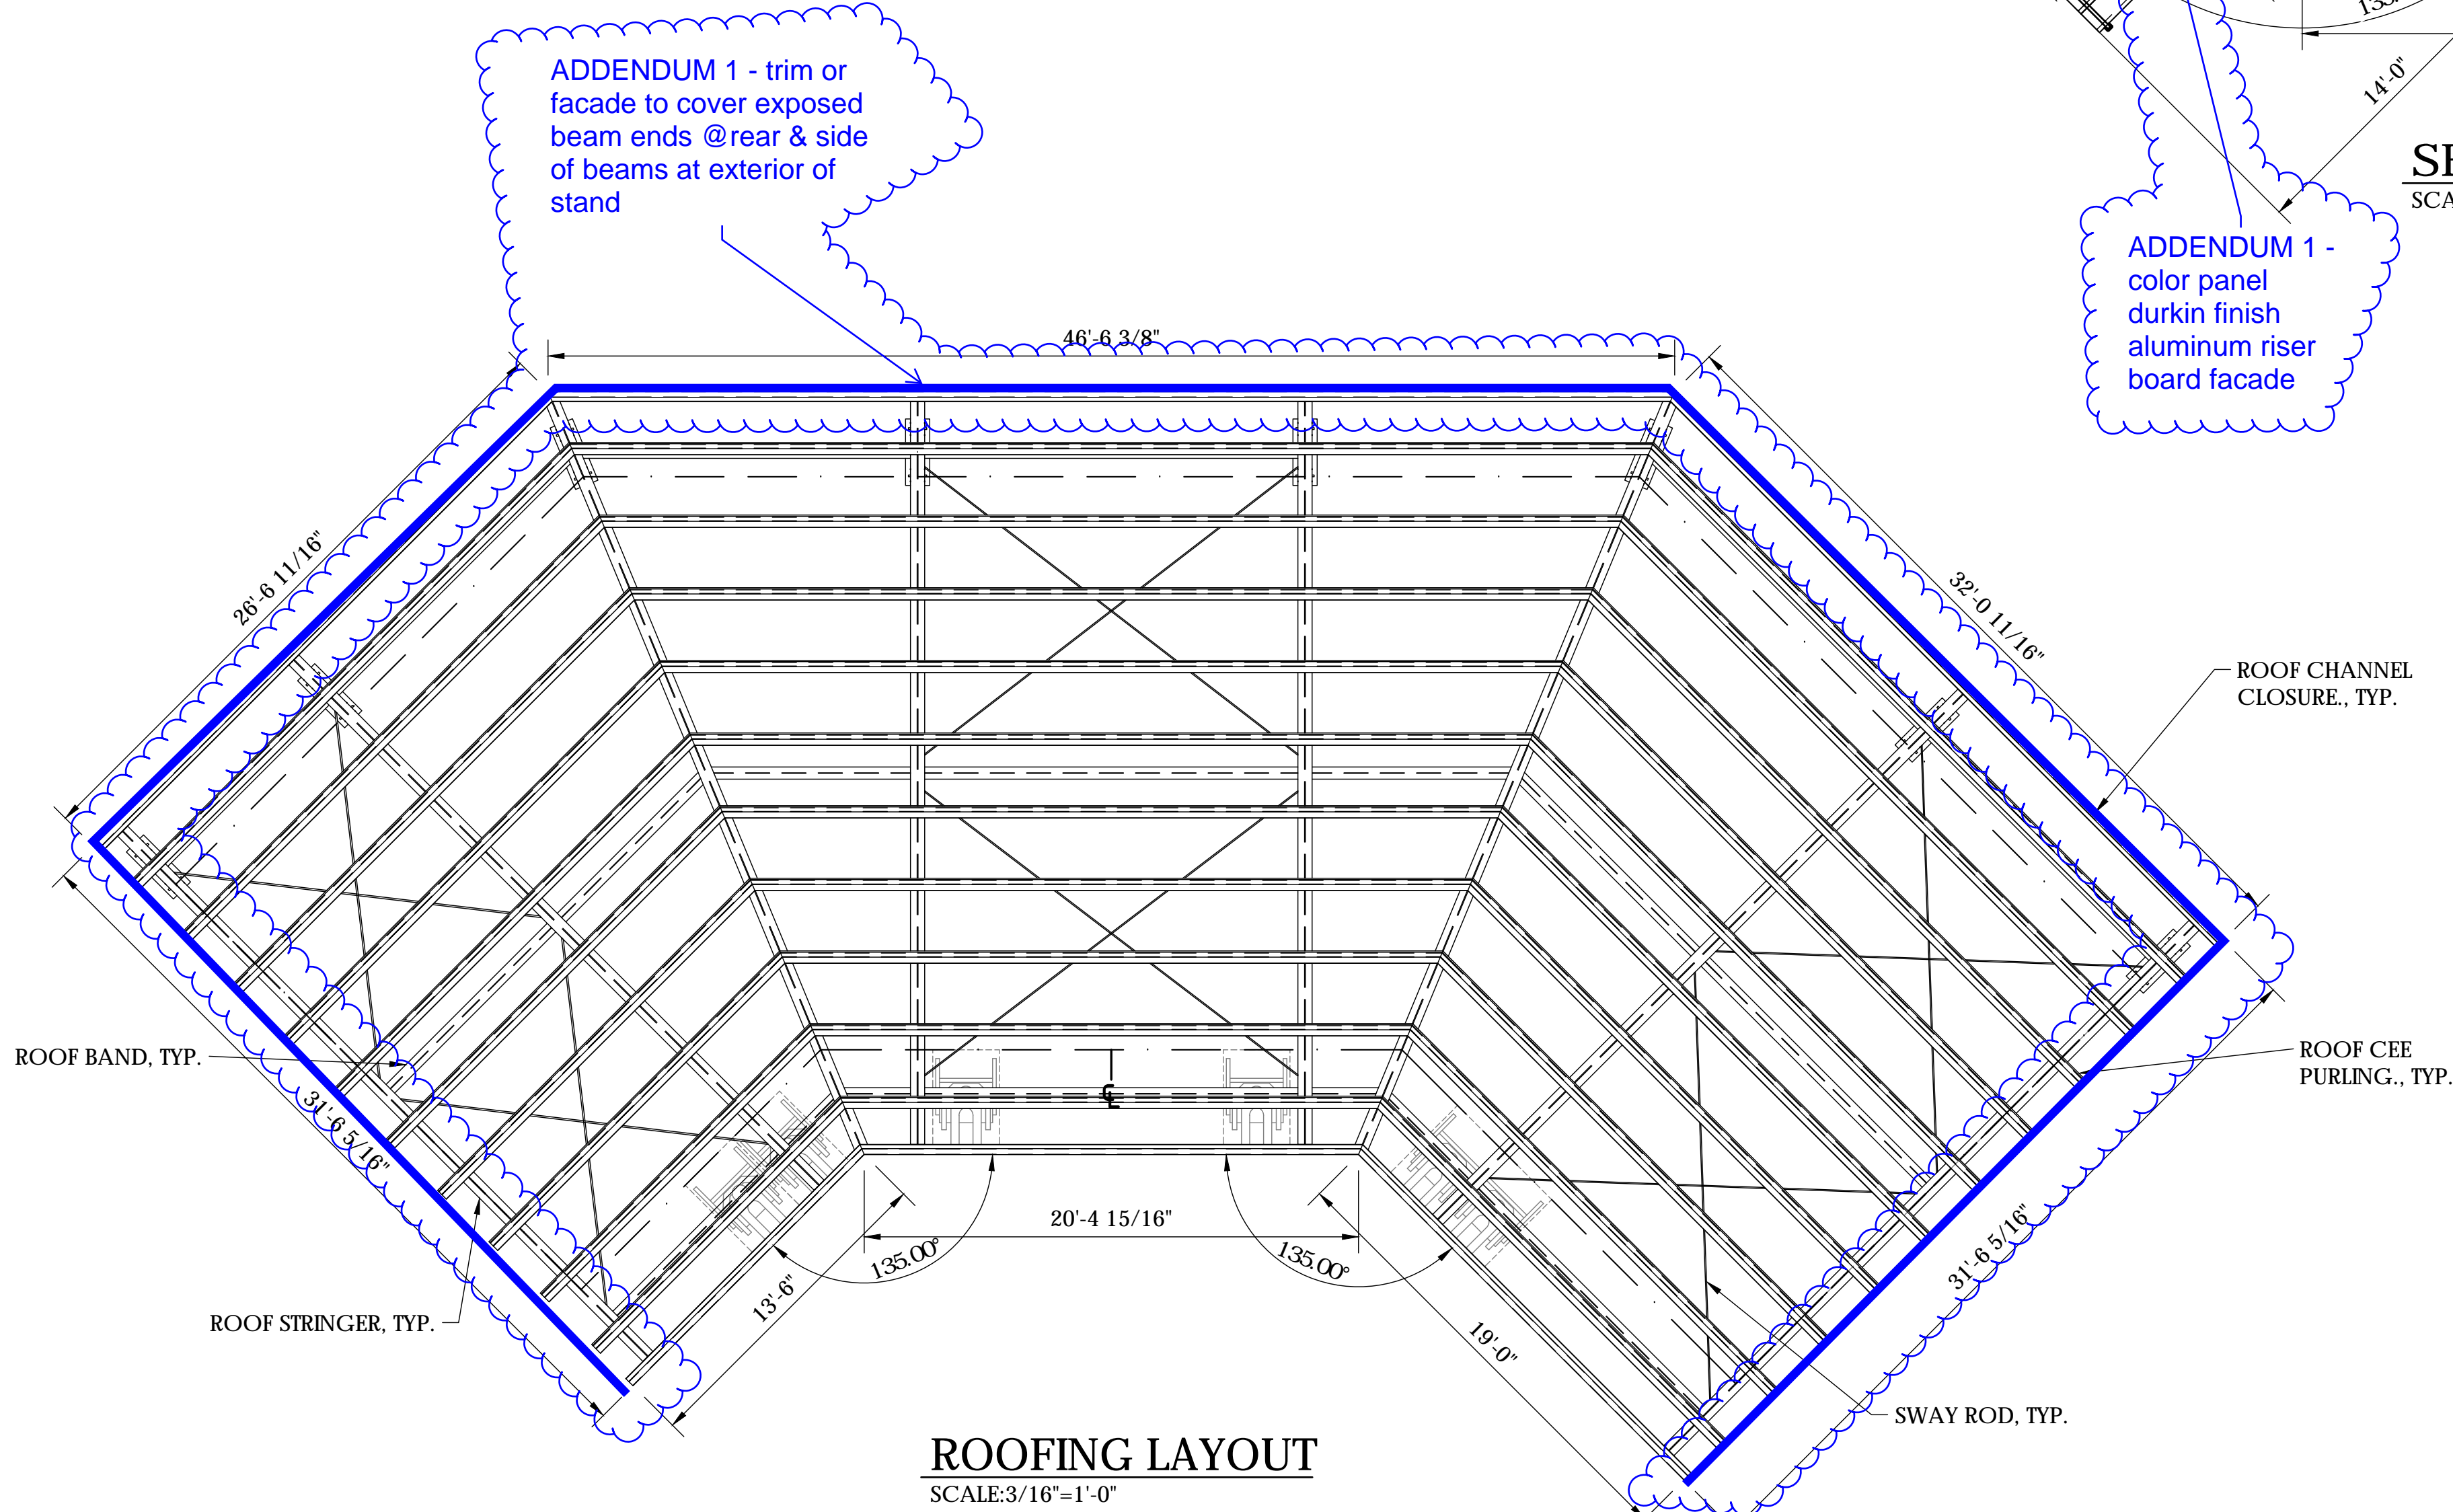 ADDENDUM 1 - trim or
facade to cover exposed
beam ends @rear & side
of beams at exterior of
stand
14'-0"
SCA
ADDENDUM 1 -
color panel
durkin finish
aluminum riser
board facade
46'-6 3/8"
26'-6 11/16"
32'-0 11/16"
ROOF CHANNEL
CLOSURE., TYP.
ROOF BAND, TYP.
ROOF CEE
PURLING., TYP.
31'-6 5/16"
℄
20'-4 15/16"
135.00°
135.00°
13'-6"
19'-0"
31'-6 5/16"
ROOF STRINGER, TYP.
SWAY ROD, TYP.
ROOFING LAYOUT
SCALE:3/16"=1'-0"